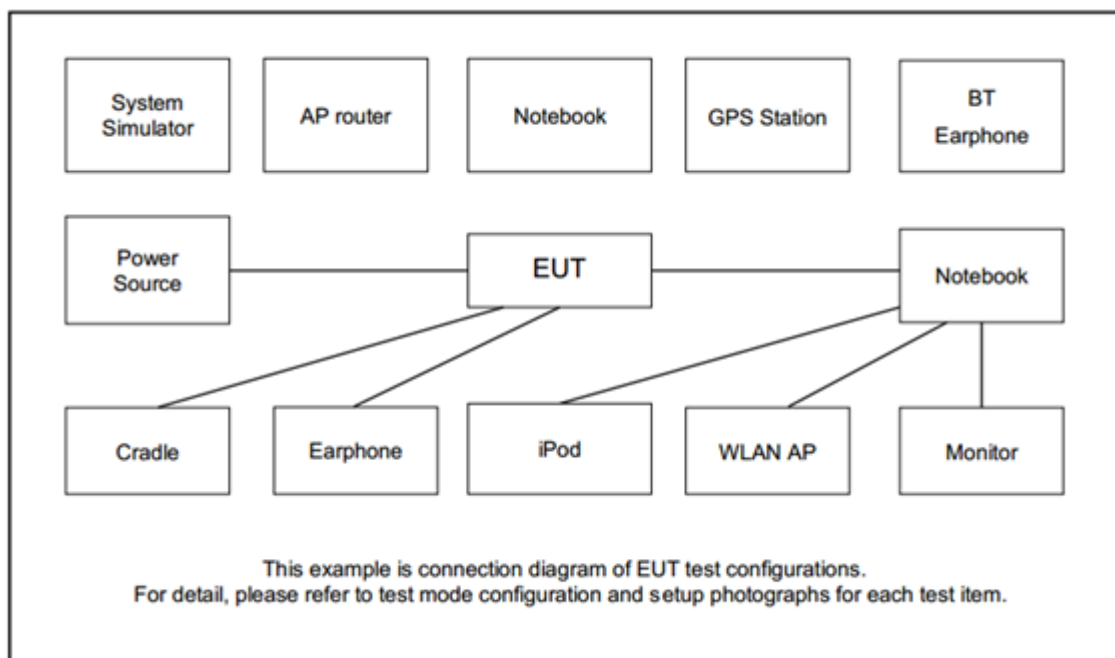 System
Simulator
AP router
Notebook
GPS Station
BT
Earphone
Power
Source
EUT
Notebook
Cradle
Earphone
iPod
WLAN AP
Monitor
This example is connection diagram of EUT test configurations.
For detail, please refer to test mode configuration and setup photographs for each test item.